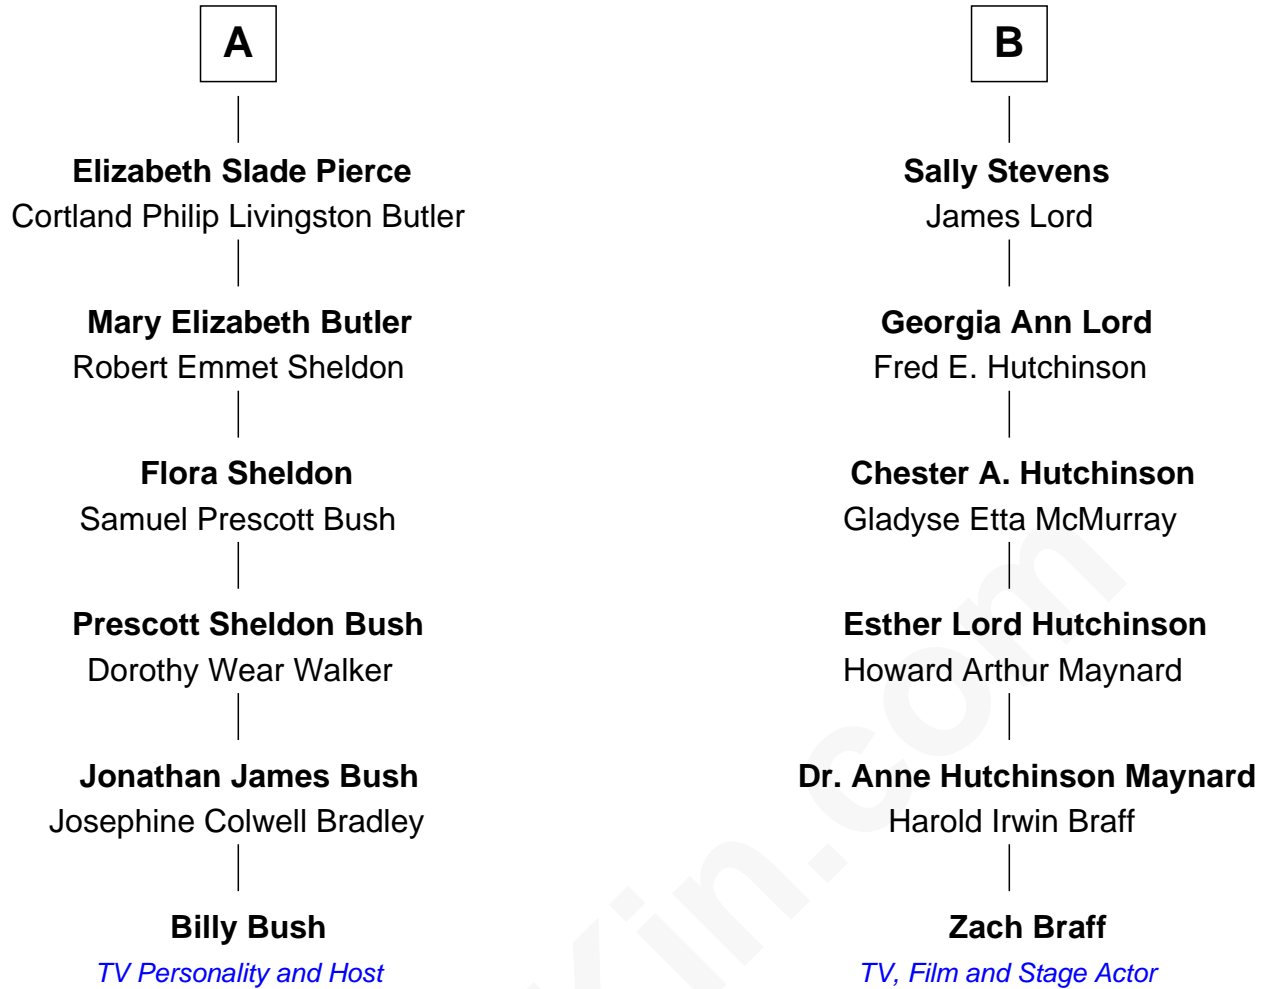 A
Elizabeth Slade Pierce
Cortland Philip Livingston Butler
Mary Elizabeth Butler
Robert Emmet Sheldon
Flora Sheldon
Samuel Prescott Bush
Prescott Sheldon Bush
Dorothy Wear Walker
Jonathan James Bush
Josephine Colwell Bradley
Billy Bush
TV Personality and Host
B
Sally Stevens
James Lord
Georgia Ann Lord
Fred E. Hutchinson
Chester A. Hutchinson
Gladyse Etta McMurray
Esther Lord Hutchinson
Howard Arthur Maynard
Dr. Anne Hutchinson Maynard
Harold Irwin Braff
Zach Braff
TV, Film and Stage Actor
Kin.com